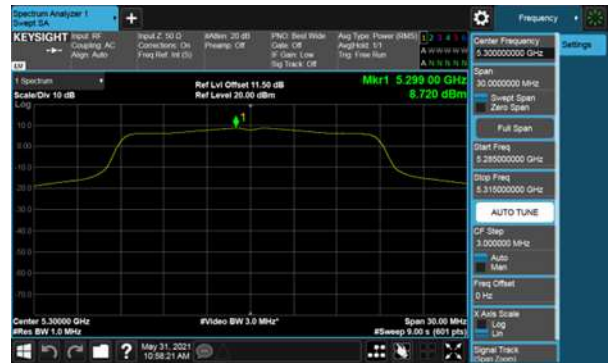 Spectrum Analyzer 1
Swept SA
+
Frequency
KEYSIGHT
Input: RF
Coupling: AC
Align: Auto
Input Z: 50 Ω
Corrections: On
Freq Ref: Int (S)
#Atten: 20 dB
Preamp: Off
PNO: Best Wide
Gate: Off
IF Gain: Low
Sig Track: Off
Avg Type: Power (RMS)
Avg|Hold: 1/1
Trig: Free Run
1 2 3 4 5 6
A W W W W W
A N N N N N
1 Spectrum
Scale/Div 10 dB
Log
Ref Lvl Offset 11.50 dB
Ref Level 20.00 dBm
Mkr1 5.299 00 GHz
8.720 dBm
1
10.0
0.00
-10.0
-20.0
-30.0
-40.0
-50.0
-60.0
-70.0
Center 5.30000 GHz
#Res BW 1.0 MHz
#Video BW 3.0 MHz*
Span 30.00 MHz
#Sweep 9.00 s (601 pts)
May 31, 2021
10:58:21 AM
?
Center Frequency
5.300000000 GHz
Settings
Span
30.0000000 MHz
Swept Span
Zero Span
Full Span
Start Freq
5.285000000 GHz
Stop Freq
5.315000000 GHz
AUTO TUNE
CF Step
3.000000 MHz
Auto
Man
Freq Offset
0 Hz
X Axis Scale
Log
Lin
Signal Track
(Span Zoom)